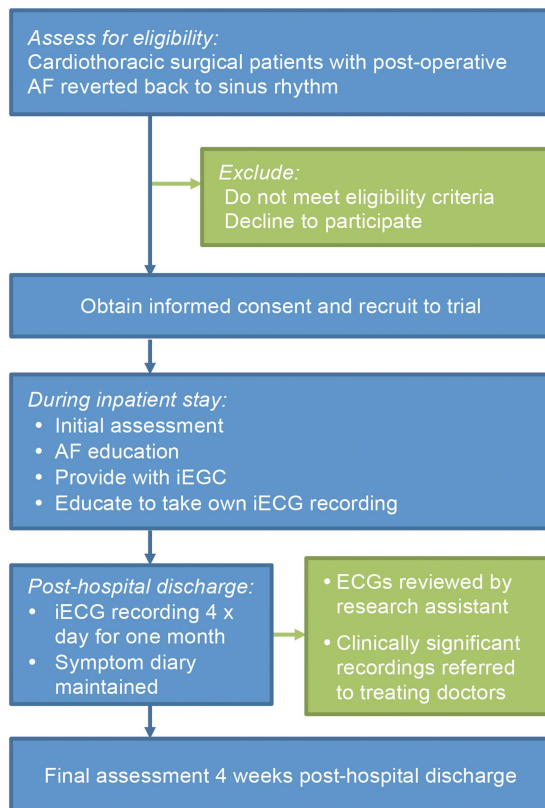 Assess for eligibility:
Cardiothoracic surgical patients with post-operative
AF reverted back to sinus rhythm
Exclude:
Do not meet eligibility criteria
Decline to participate
Obtain informed consent and recruit to trial
During inpatient stay:
• Initial assessment
• AF education
• Provide with iEGC
• Educate to take own iECG recording
Post-hospital discharge:
• iECG recording 4 x
day for one month
• Symptom diary
maintained
• ECGs reviewed by
research assistant
• Clinically significant
recordings referred
to treating doctors
Final assessment 4 weeks post-hospital discharge